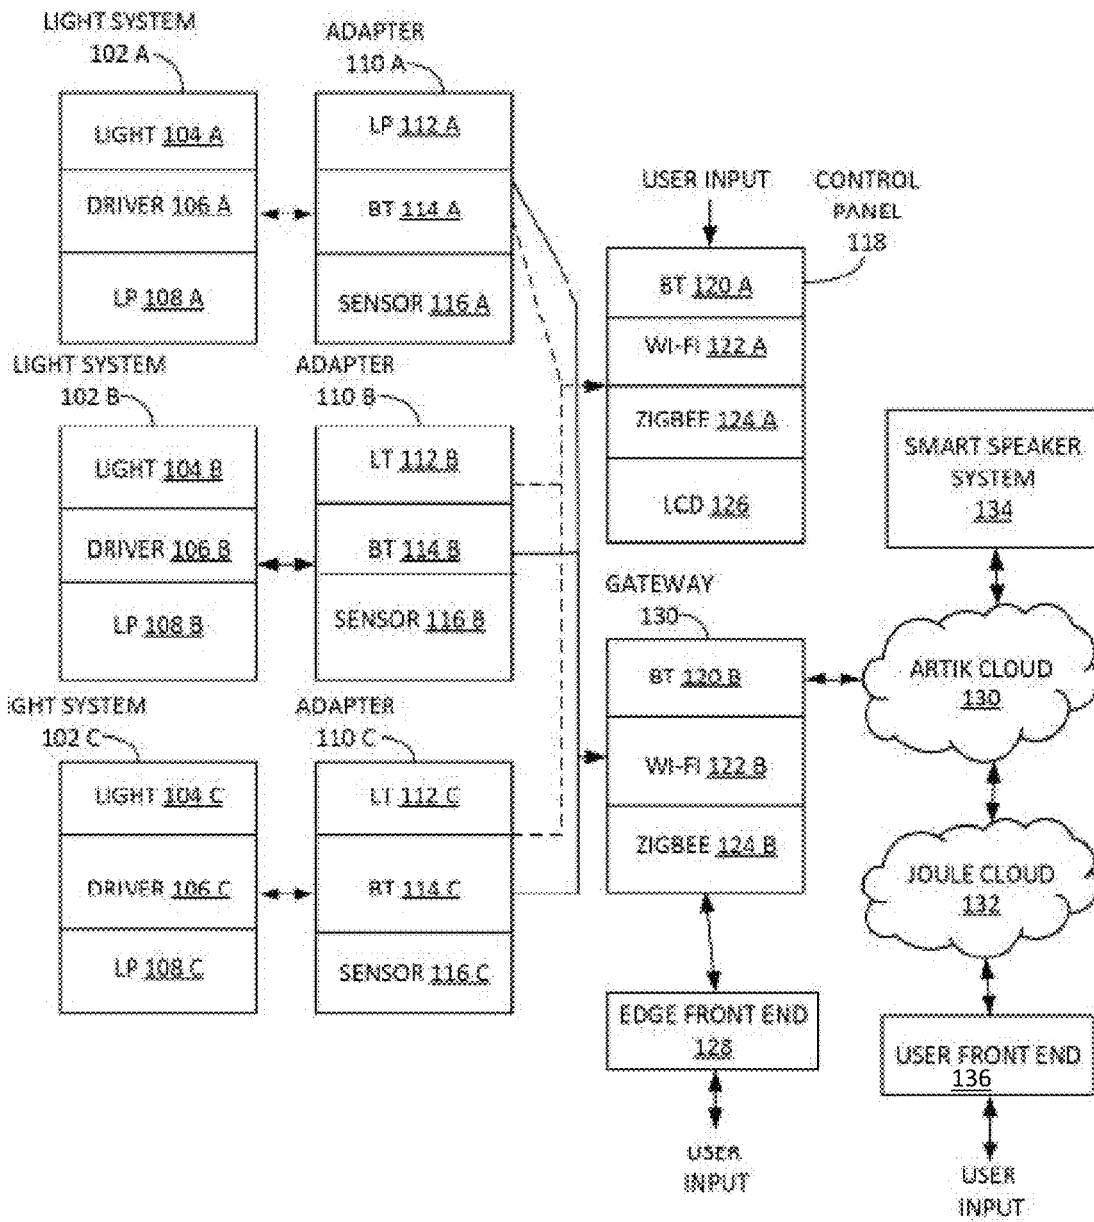 LIGHT SYSTEM
102 A
LIGHT 104 A
DRIVER 106 A
LP 108 A
ADAPTER
110 A
LP 112 A
BT 114 A
SENSOR 116 A
LIGHT SYSTEM
102 B
LIGHT 104 B
DRIVER 106 B
LP 108 B
ADAPTER
110 B
LT 112 B
BT 114 B
SENSOR 116 B
IGHT SYSTEM
102 C
LIGHT 104 C
DRIVER 106 C
LP 108 C
ADAPTER
110 C
LT 112 C
BT 114 C
SENSOR 116 C
USER INPUT
CONTROL
PANEL
118
BT 120 A
WI-FI 122 A
ZIGBEE 124 A
LCD 126
GATEWAY
130
BT 120 B
WI-FI 122 B
ZIGBEE 124 B
EDGE FRONT END
128
USER
INPUT
SMART SPEAKER
SYSTEM
134
ARTIK CLOUD
130
JOULE CLOUD
132
USER FRONT END
136
USER
INPUT